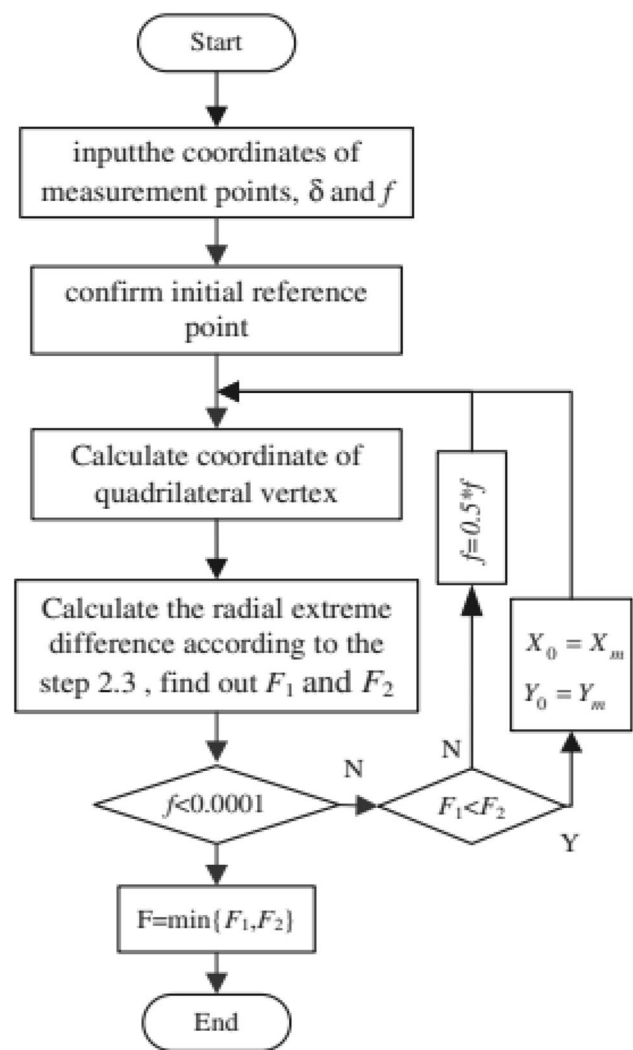 Start
inputthe coordinates of
measurement points, δ and f
confirm initial reference
point
Calculate coordinate of
quadrilateral vertex
f=0.5*f
Calculate the radial extreme
difference according to the
step 2.3 , find out F₁ and F₂
X₀ = Xₘ
Y₀ = Yₘ
N
N
f<0.0001
F₁<F₂
Y
F=min{F₁,F₂}
End